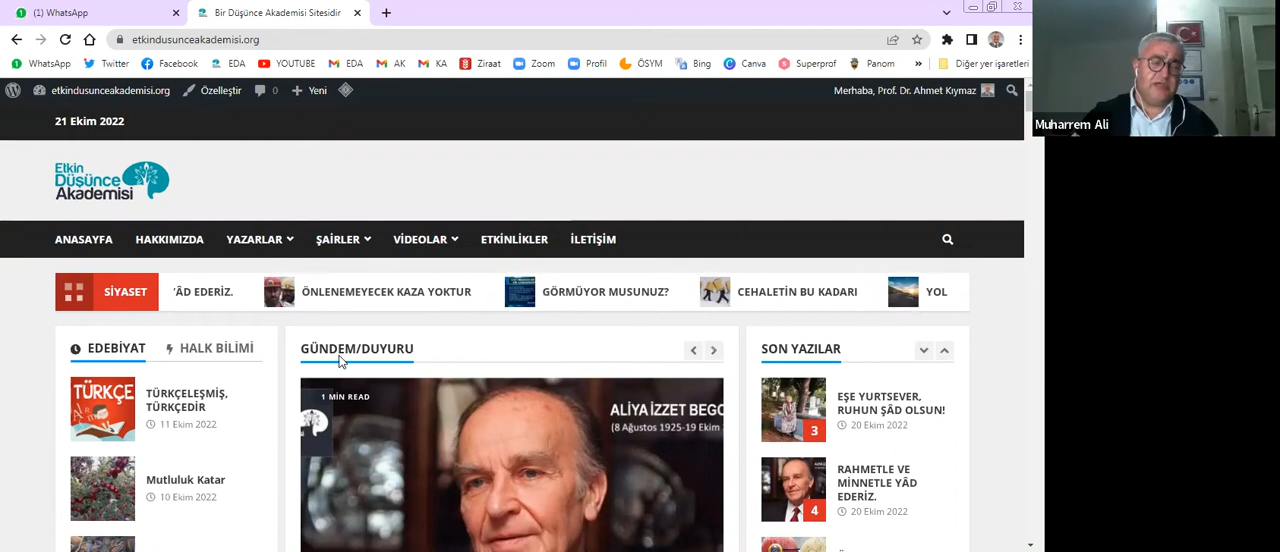 (1) WhatsApp
Bir Düşünce Akademisi Sitesidir
etkindusunceakademisi.org
WhatsApp
Twitter
Facebook
EDA
YOUTUBE
EDA
AK
KA
Ziraat
Zoom
Profil
ÖSYM
Bing
Canva
Superprof
Panom
»
Diğer yer işaretleri
etkindusunceakademisi.org
Özelleştir
0
Yeni
Merhaba, Prof. Dr. Ahmet Kıymaz
Muharrem Ali
21 Ekim 2022
Etkin
Düşünce
Akademisi
ANASAYFA
HAKKIMIZDA
YAZARLAR
ŞAİRLER
VİDEOLAR
ETKİNLİKLER
İLETİŞİM
SİYASET
'ÂD EDERİZ.
ÖNLENEMEYECEK KAZA YOKTUR
GÖRMÜYOR MUSUNUZ?
CEHALETİN BU KADARI
YOL
EDEBİYAT
HALK BİLİMİ
TÜRKÇE
TÜRKÇELEŞMİŞ,
TÜRKÇEDİR
11 Ekim 2022
Mutluluk Katar
10 Ekim 2022
GÜNDEM/DUYURU
1 MIN READ
ALİYA İZZET BEGO
(8 Ağustos 1925-19 Ekim
SON YAZILAR
EŞE YURTSEVER,
RUHUN ŞÂD OLSUN!
20 Ekim 2022
3
RAHMETLE VE
MİNNETLE YÂD
EDERİZ.
20 Ekim 2022
4